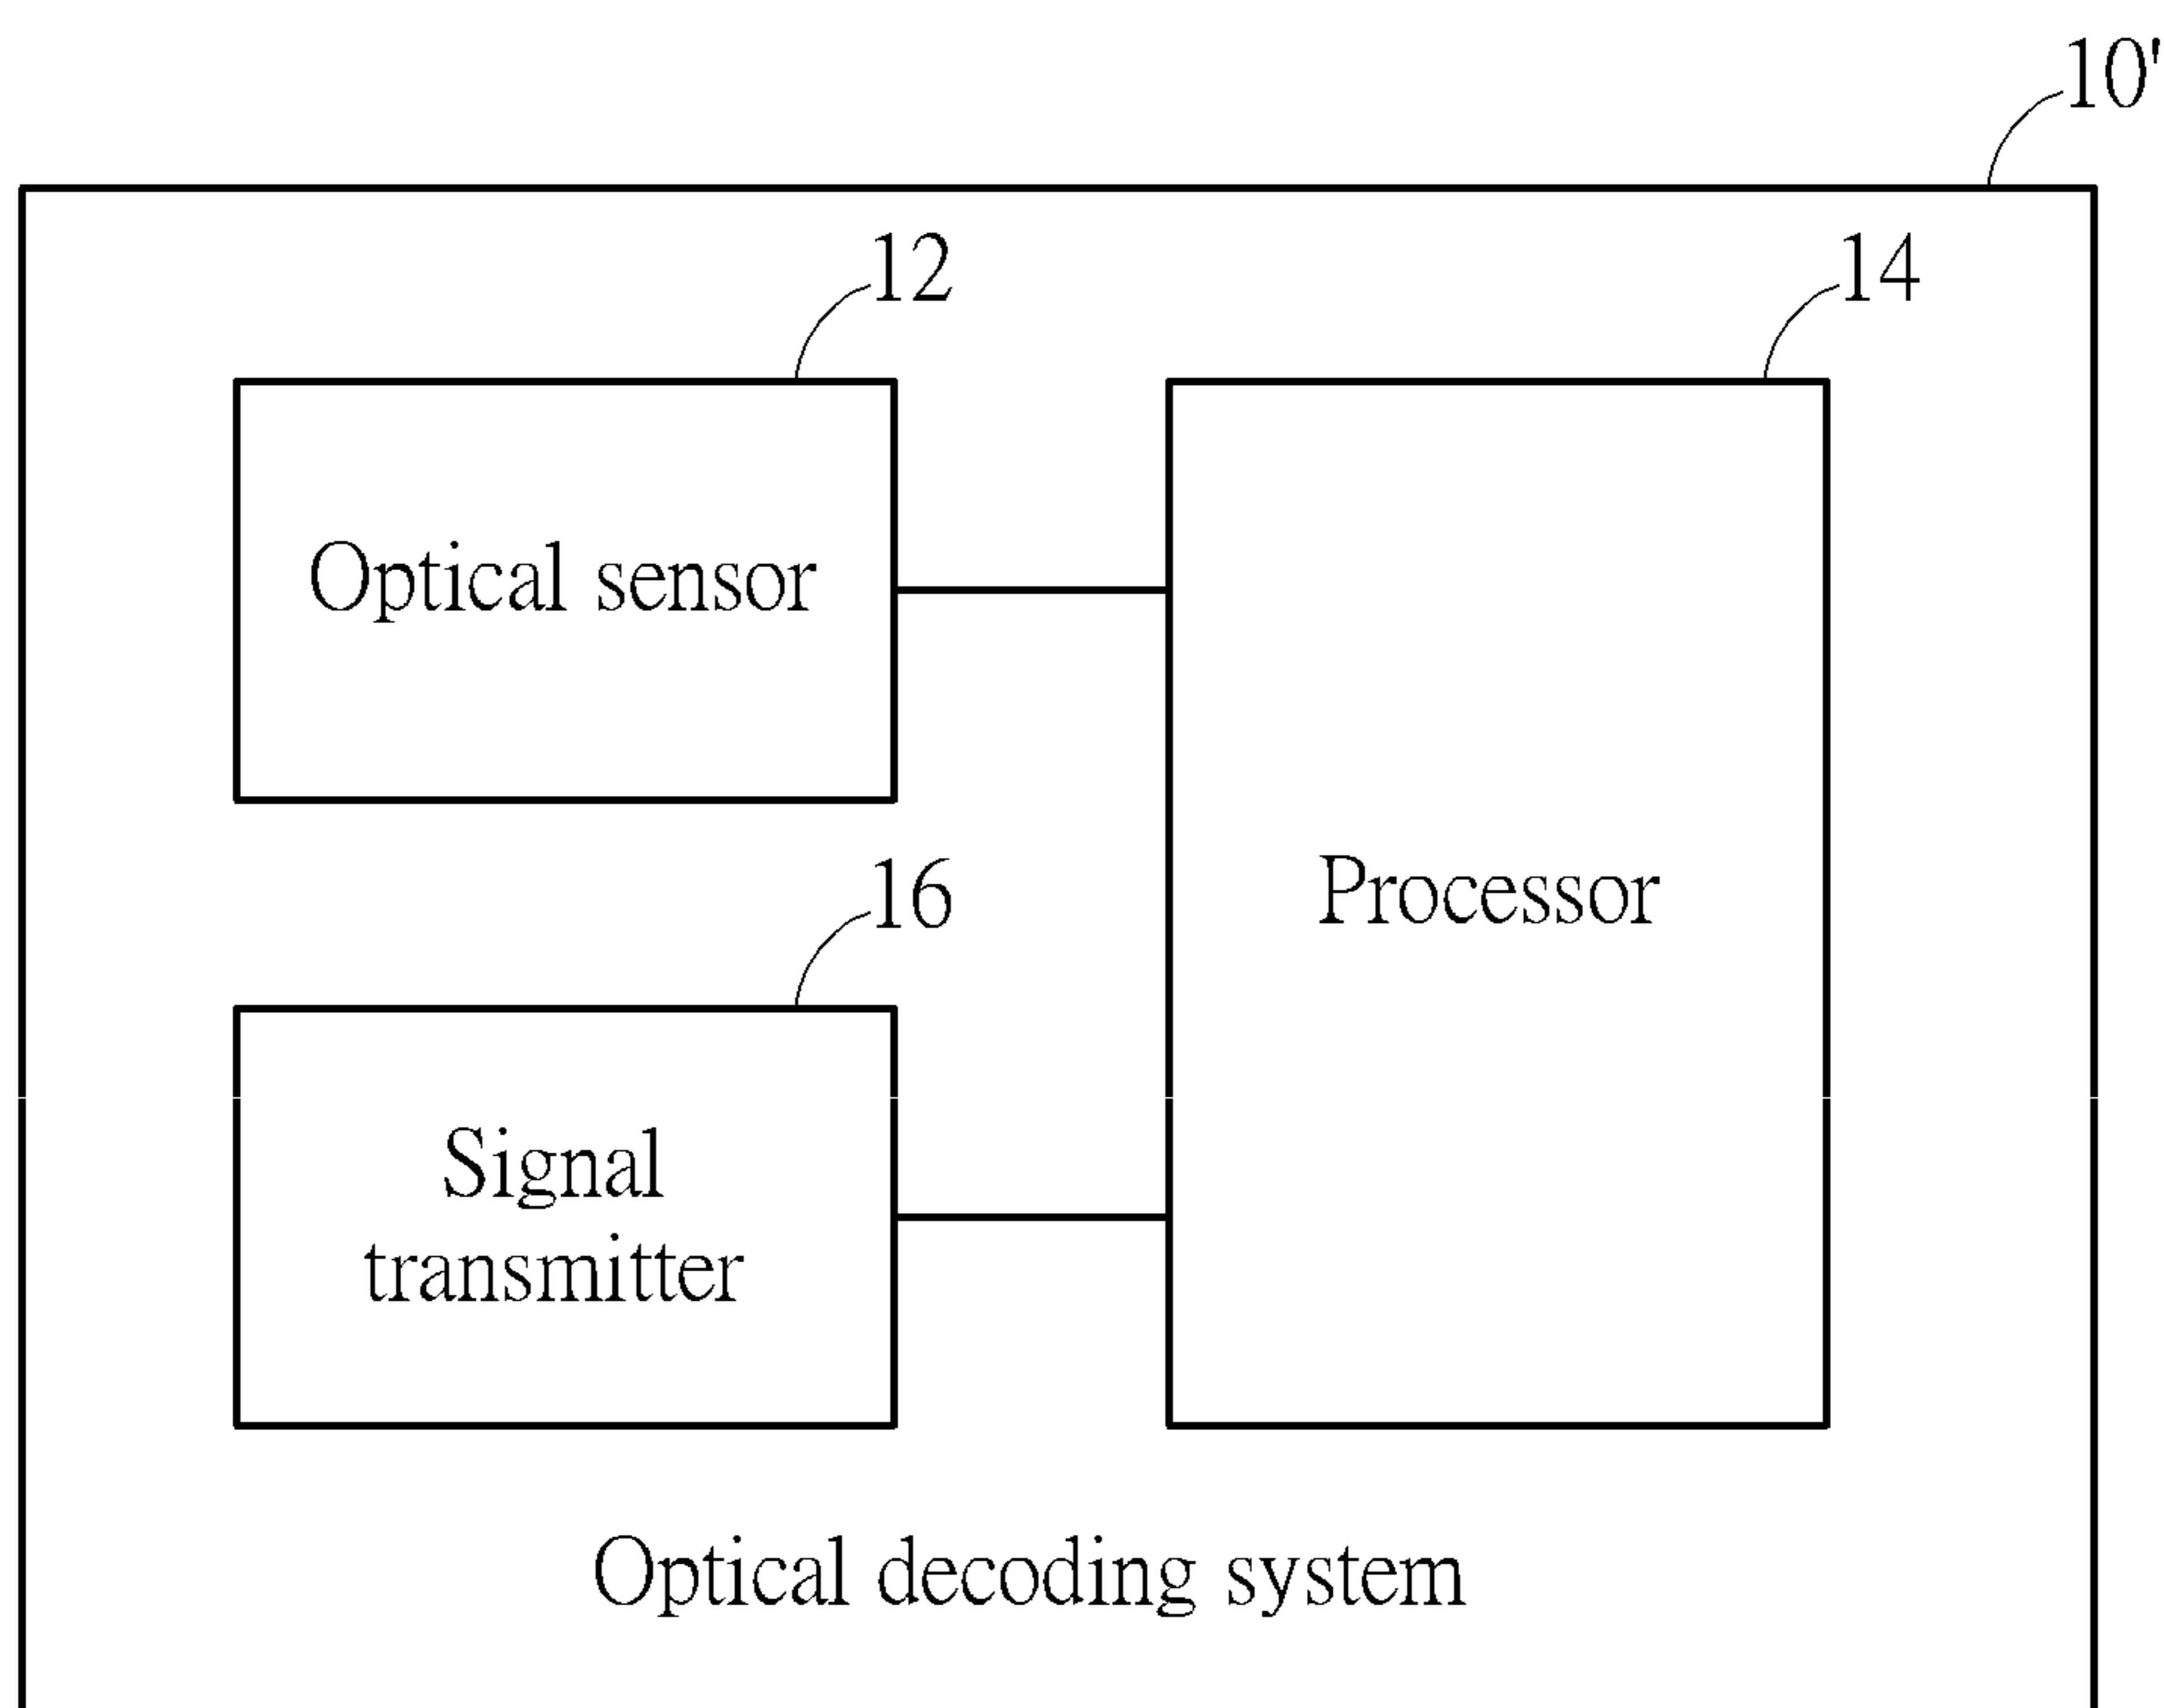 10'
12
14
Optical sensor
16
Processor
Signal
transmitter
Optical decoding system